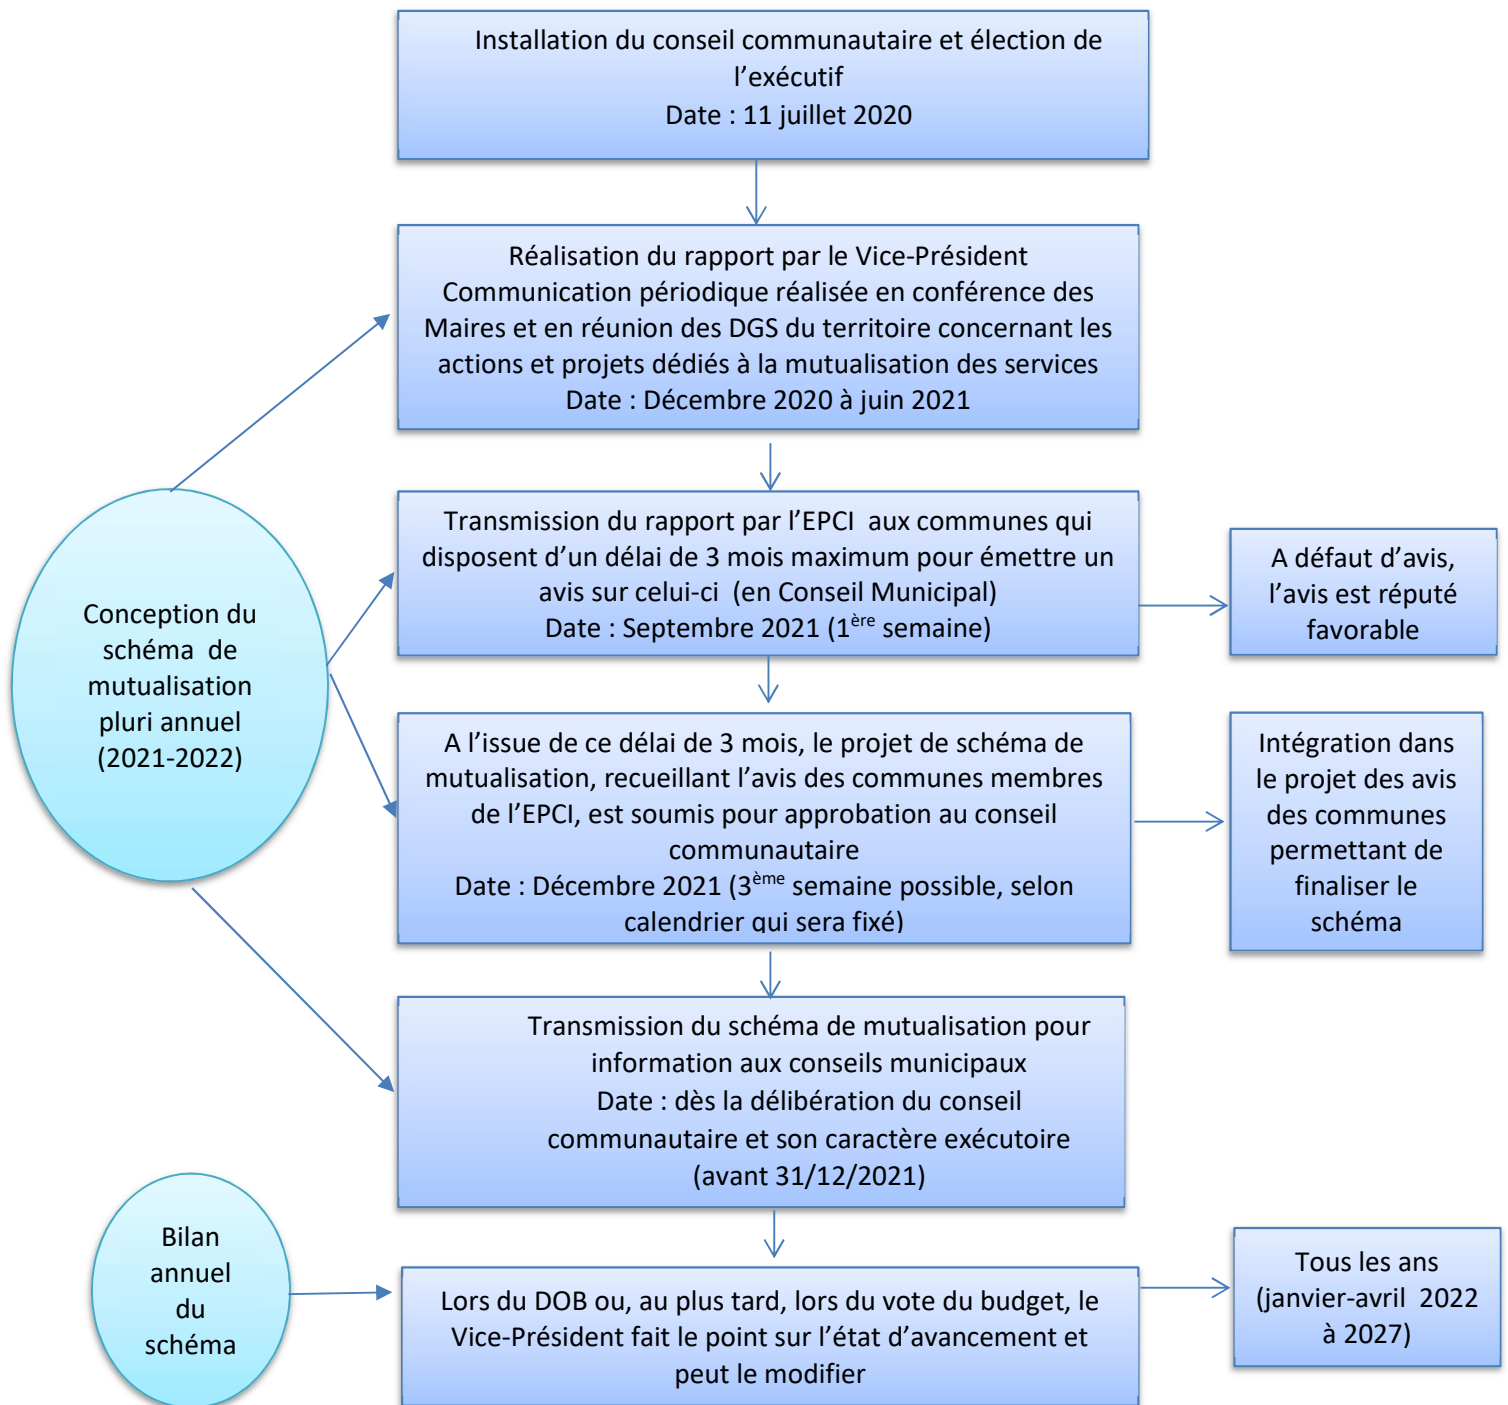 Installation du conseil communautaire et élection de
l’exécutif
Date : 11 juillet 2020
Réalisation du rapport par le Vice-Président
Communication périodique réalisée en conférence des
Maires et en réunion des DGS du territoire concernant les
actions et projets dédiés à la mutualisation des services
Date : Décembre 2020 à juin 2021
Transmission du rapport par l’EPCI  aux communes qui
disposent d’un délai de 3 mois maximum pour émettre un
avis sur celui-ci  (en Conseil Municipal)
Date : Septembre 2021 (1ère semaine)
A défaut d’avis,
l’avis est réputé
favorable
Conception du
schéma  de
mutualisation
pluri annuel
(2021-2022)
A l’issue de ce délai de 3 mois, le projet de schéma de
mutualisation, recueillant l’avis des communes membres
de l’EPCI, est soumis pour approbation au conseil
communautaire
Date : Décembre 2021 (3ème semaine possible, selon
calendrier qui sera fixé)
Intégration dans
le projet des avis
des communes
permettant de
finaliser le
schéma
Transmission du schéma de mutualisation pour
information aux conseils municipaux
Date : dès la délibération du conseil
communautaire et son caractère exécutoire
(avant 31/12/2021)
Bilan
annuel
du
schéma
Lors du DOB ou, au plus tard, lors du vote du budget, le
Vice-Président fait le point sur l’état d’avancement et
peut le modifier
Tous les ans
(janvier-avril  2022
à 2027)